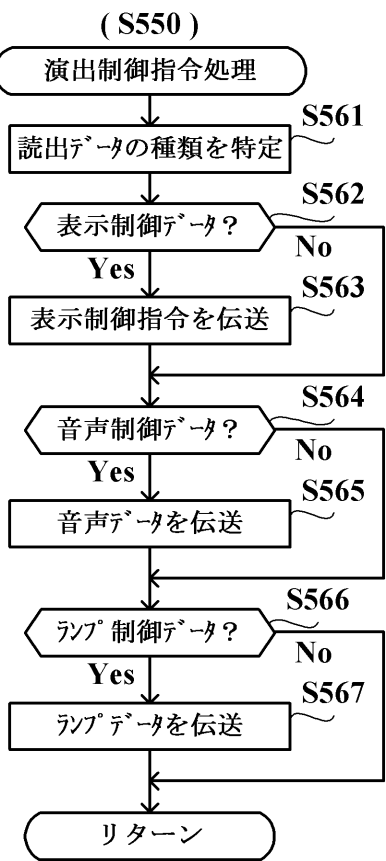 (S550)
演出制御指令処理
S561
読出ﾃﾞｰﾀの種類を特定
S562
表示制御ﾃﾞｰﾀ？
No
Yes
S563
表示制御指令を伝送
S564
音声制御ﾃﾞｰﾀ？
No
Yes
S565
音声ﾃﾞｰﾀを伝送
S566
ﾗﾝﾌﾟ制御ﾃﾞｰﾀ？
No
Yes
S567
ﾗﾝﾌﾟﾃﾞｰﾀを伝送
リターン